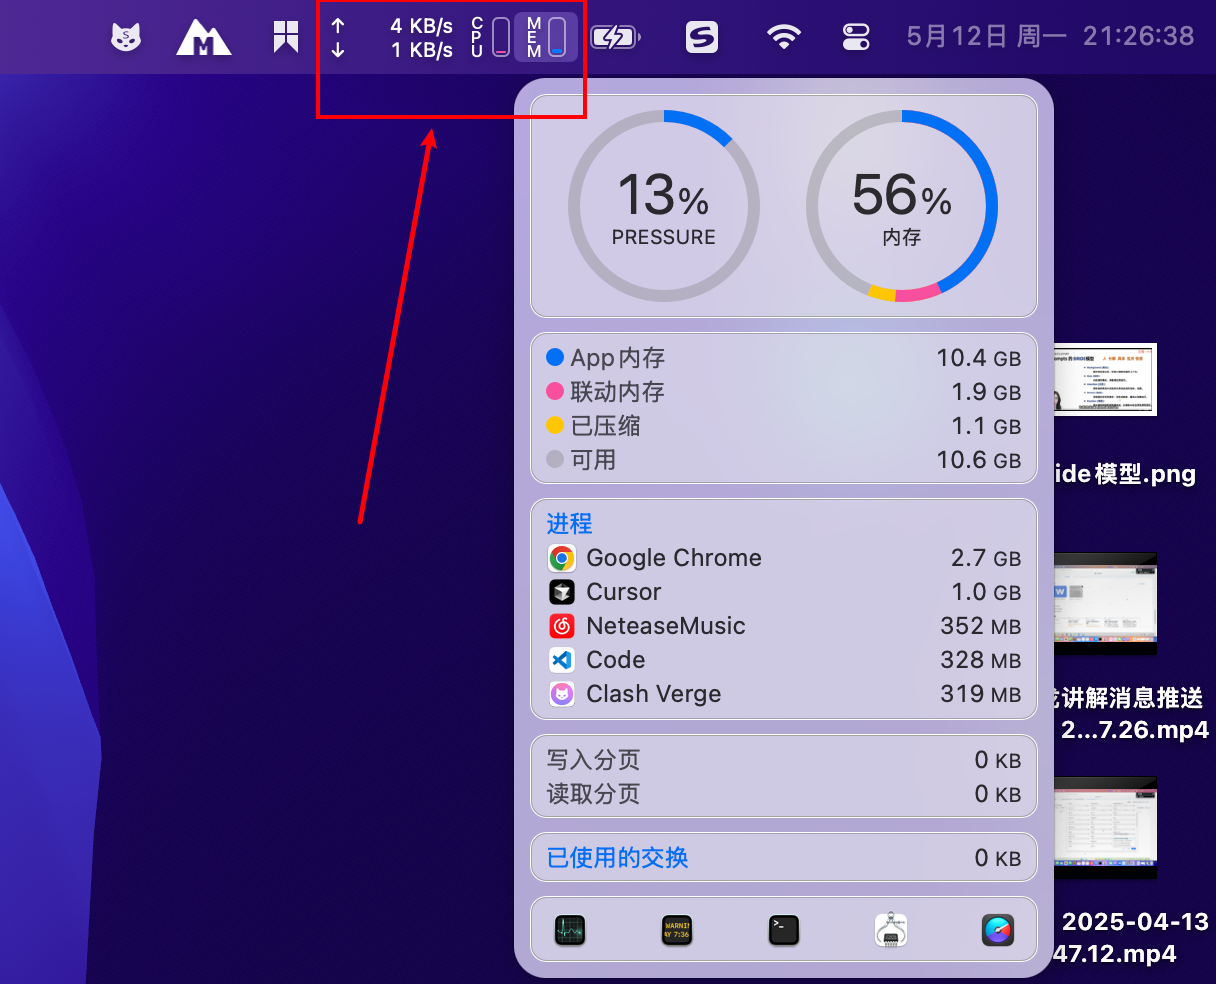 4 KB/s
1 KB/s
CPU
MEM
5月12日 周一 21:26:38
13%
PRESSURE
56%
内存
App内存 10.4 GB
联动内存 1.9 GB
已压缩 1.1 GB
可用 10.6 GB
进程
Google Chrome 2.7 GB
Cursor 1.0 GB
NeteaseMusic 352 MB
Code 328 MB
Clash Verge 319 MB
写入分页 0 KB
读取分页 0 KB
已使用的交换 0 KB
ide模型.png
讲解消息推送
2...7.26.mp4
2025-04-13
47.12.mp4